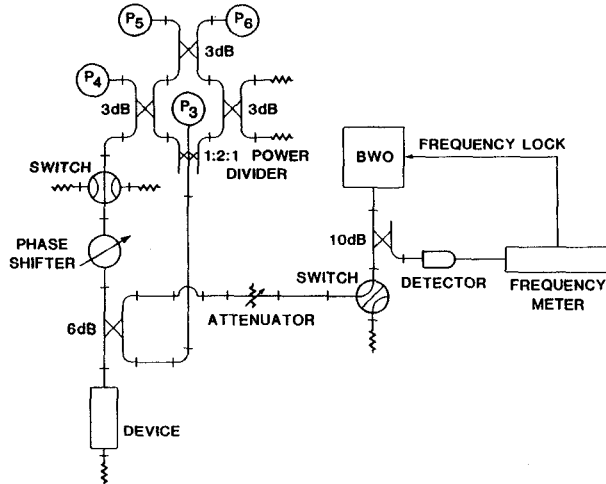 P5
P6
3dB
P4
P3
3dB
3dB
1:2:1 POWER
DIVIDER
BWO
FREQUENCY LOCK
SWITCH
10dB
PHASE
SHIFTER
SWITCH
DETECTOR
FREQUENCY
METER
ATTENUATOR
6dB
DEVICE